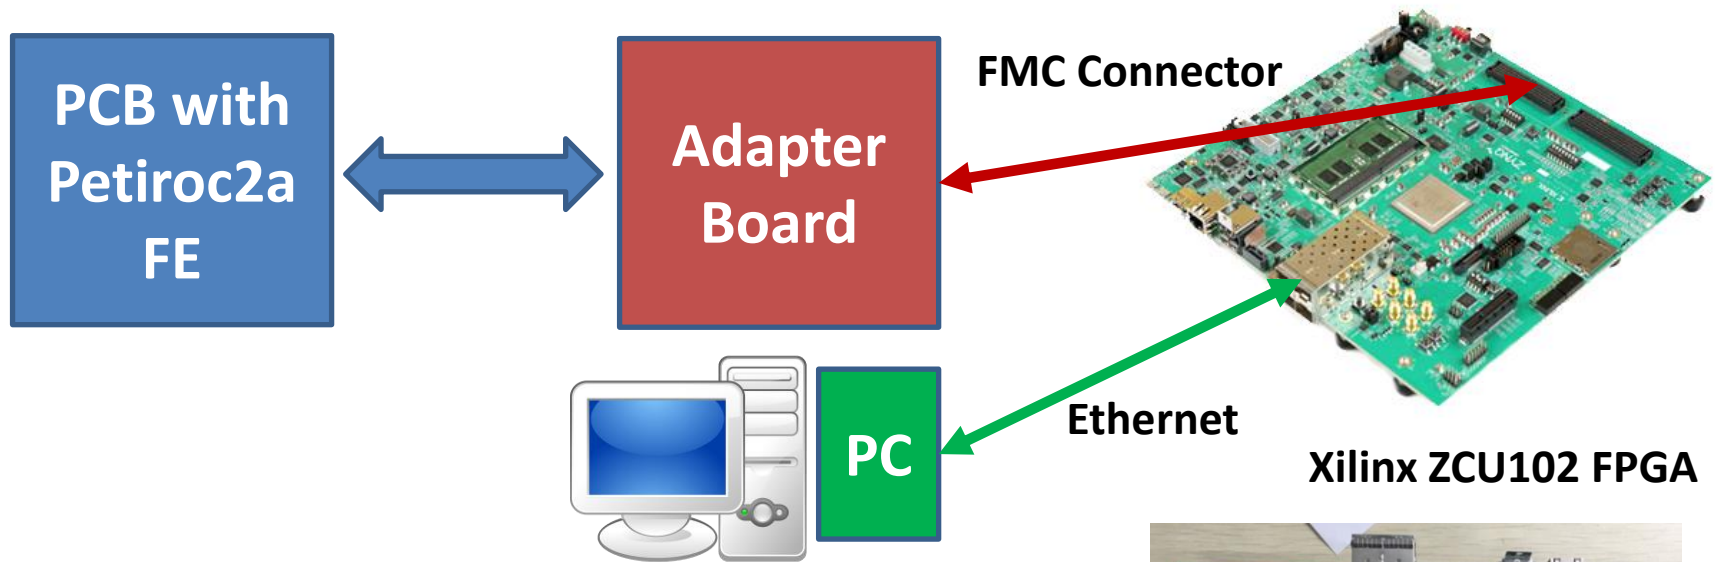 PCB with
Petiroc2a
FE
Adapter
Board
FMC Connector
PC
Ethernet
Xilinx ZCU102 FPGA